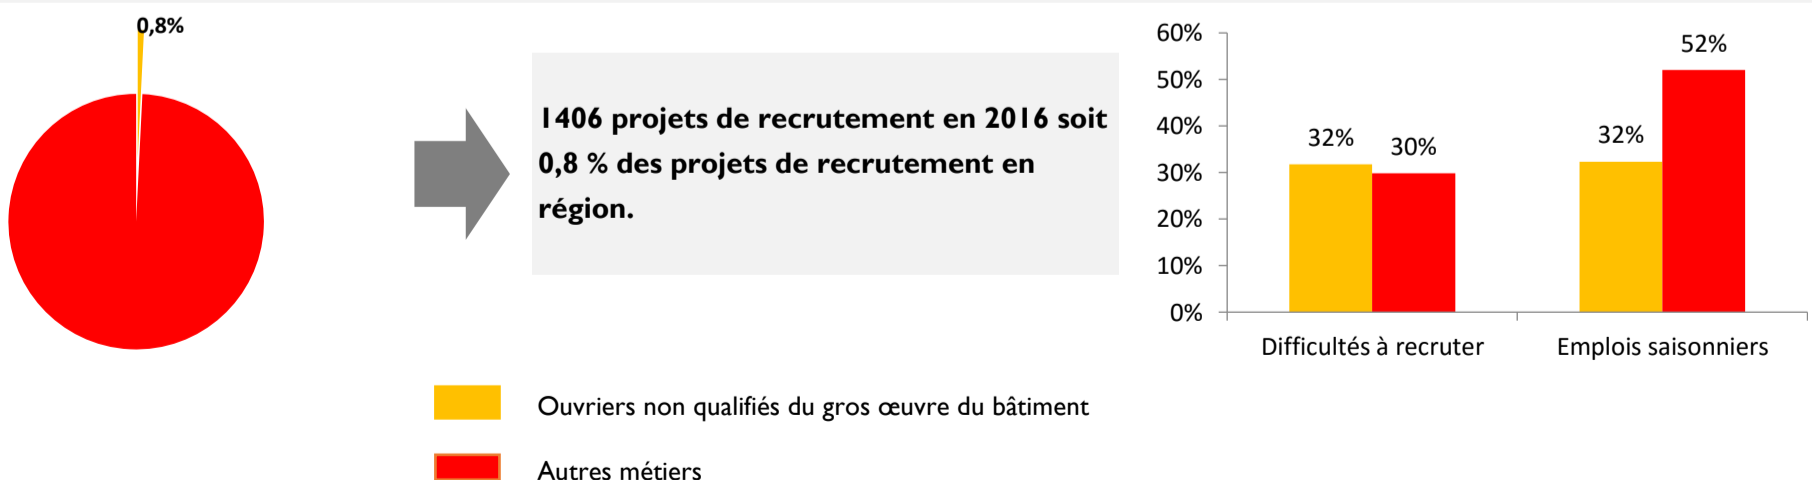 0,8%
1406 projets de recrutement en 2016 soit
0,8 % des projets de recrutement en
région.
60%
50%
40%
30%
20%
10%
0%
32%
30%
32%
52%
Difficultés à recruter
Emplois saisonniers
Ouvriers non qualifiés du gros œuvre du bâtiment
Autres métiers